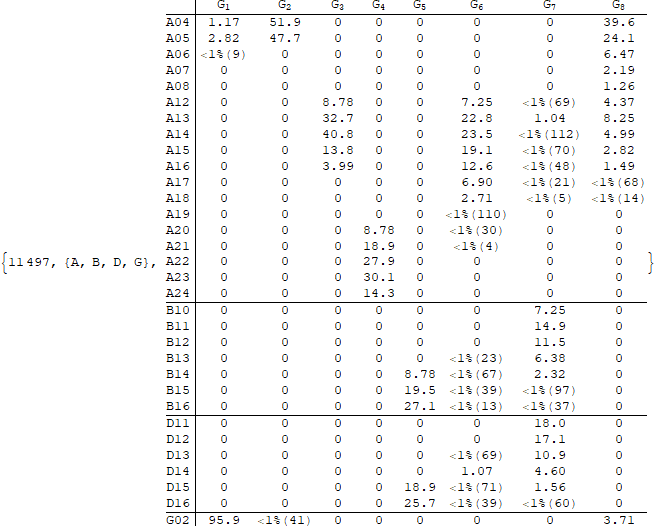 G1 G2 G3 G4 G5 G6 G7 G8
A04 1.17 51.9 0 0 0 0 0 39.6
A05 2.82 47.7 0 0 0 0 0 24.1
A06 <1%(9) 0 0 0 0 0 0 6.47
A07 0 0 0 0 0 0 0 2.19
A08 0 0 0 0 0 0 0 1.26
A12 0 0 8.78 0 0 7.25 <1%(69) 4.37
A13 0 0 32.7 0 0 22.8 1.04 8.25
A14 0 0 40.8 0 0 23.5 <1%(112) 4.99
A15 0 0 13.8 0 0 19.1 <1%(70) 2.82
A16 0 0 3.99 0 0 12.6 <1%(48) 1.49
A17 0 0 0 0 0 6.90 <1%(21) <1%(68)
A18 0 0 0 0 0 2.71 <1%(5) <1%(14)
A19 0 0 0 0 0 <1%(110) 0 0
A20 0 0 0 8.78 0 <1%(30) 0 0
A21 0 0 0 18.9 0 <1%(4) 0 0
{11497, {A, B, D, G}, A22 0 0 0 27.9 0 0 0 0 }
A23 0 0 0 30.1 0 0 0 0
A24 0 0 0 14.3 0 0 0 0
B10 0 0 0 0 0 0 7.25 0
B11 0 0 0 0 0 0 14.9 0
B12 0 0 0 0 0 0 11.5 0
B13 0 0 0 0 0 <1%(23) 6.38 0
B14 0 0 0 0 8.78 <1%(67) 2.32 0
B15 0 0 0 0 19.5 <1%(39) <1%(97) 0
B16 0 0 0 0 27.1 <1%(13) <1%(37) 0
D11 0 0 0 0 0 0 18.0 0
D12 0 0 0 0 0 0 17.1 0
D13 0 0 0 0 0 <1%(69) 10.9 0
D14 0 0 0 0 0 1.07 4.60 0
D15 0 0 0 0 18.9 <1%(71) 1.56 0
D16 0 0 0 0 25.7 <1%(39) <1%(60) 0
G02 95.9 <1%(41) 0 0 0 0 0 3.71